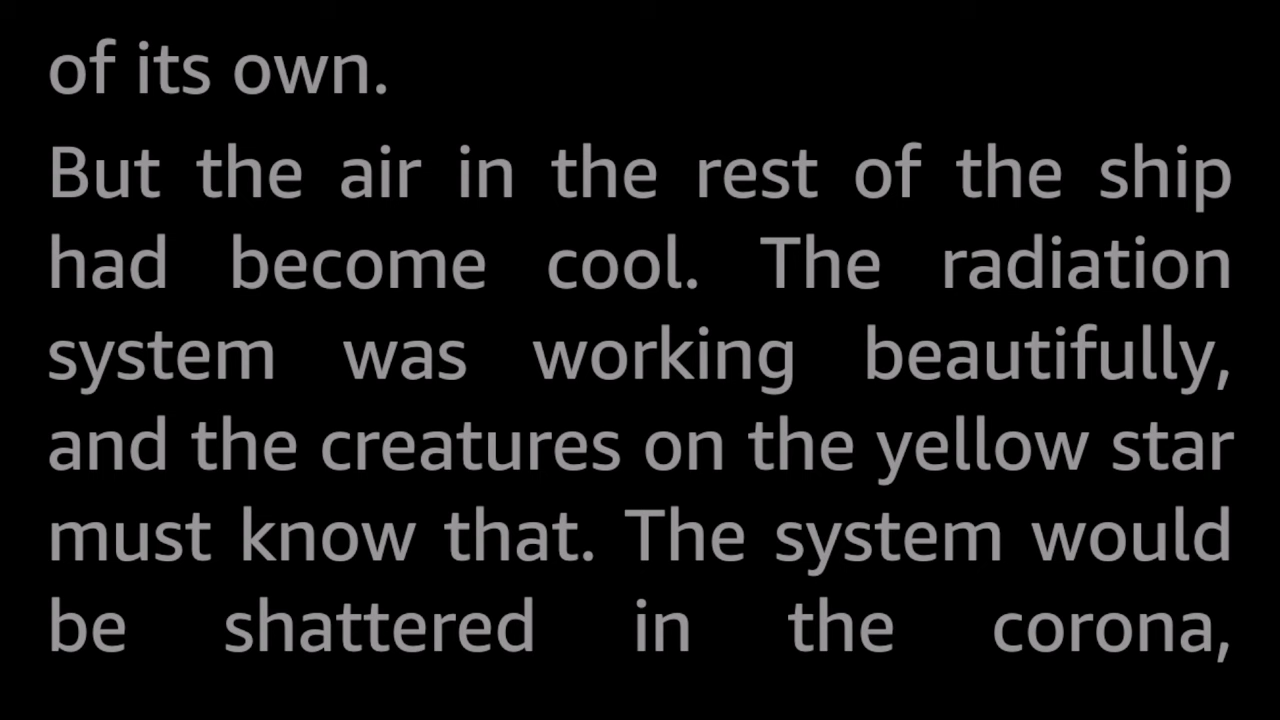 of its own.
But the air in the rest of the ship
had become cool. The radiation
system was working beautifully,
and the creatures on the yellow star
must know that. The system would
be shattered in the corona,